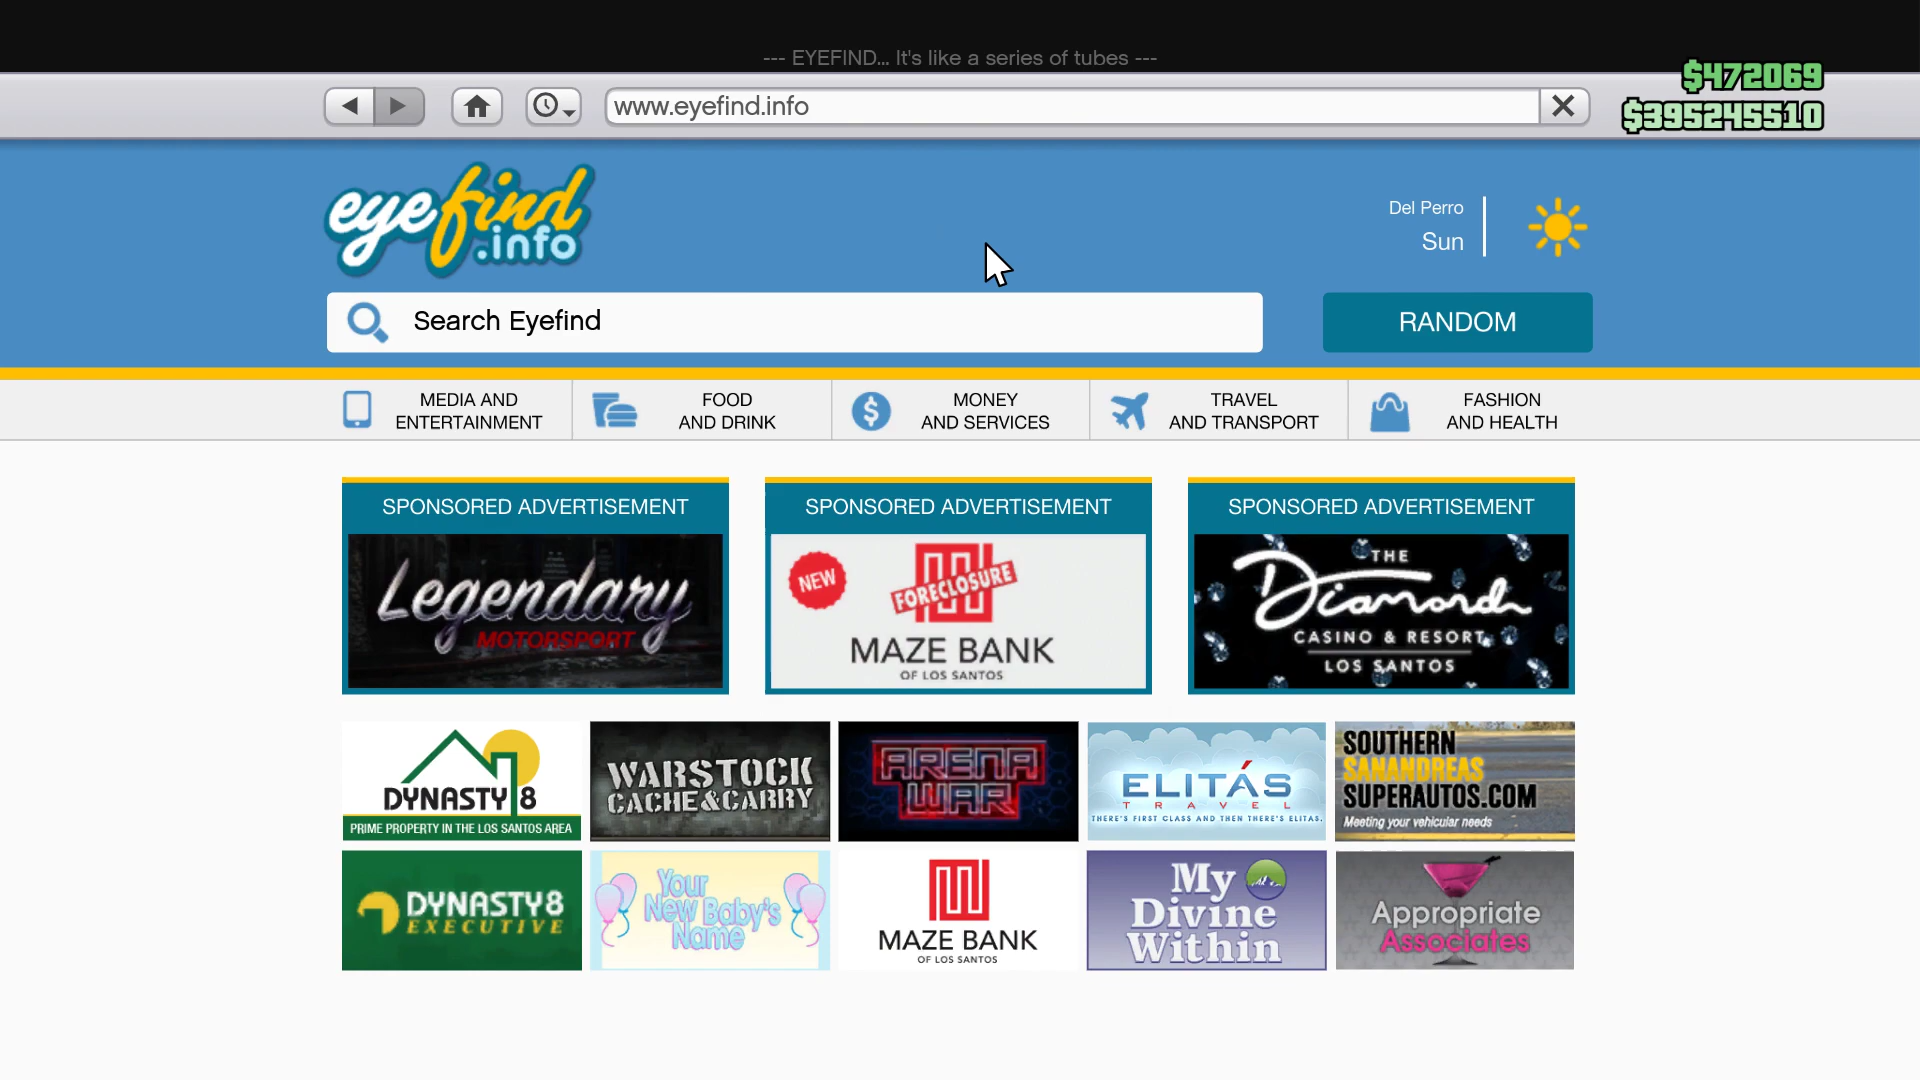 --- EYEFIND... It's like a series of tubes ---
$472069
www.eyefind.info
$395245510
eyefind
.info
Del Perro
Sun
Search Eyefind
RANDOM
MEDIA AND
ENTERTAINMENT
FOOD
AND DRINK
MONEY
AND SERVICES
TRAVEL
AND TRANSPORT
FASHION
AND HEALTH
SPONSORED ADVERTISEMENT
Legendary
MOTORSPORT
SPONSORED ADVERTISEMENT
NEW
FORECLOSURE
MAZE BANK
OF LOS SANTOS
SPONSORED ADVERTISEMENT
THE
Diamond
CASINO & RESORT
LOS SANTOS
DYNASTY 8
PRIME PROPERTY IN THE LOS SANTOS AREA
WARSTOCK
CACHE&CARRY
ARENA
WAR
ELITÁS
TRAVEL
THERE'S FIRST CLASS AND THEN THERE'S ELITAS.
SOUTHERN
SANANDREAS
SUPERAUTOS.COM
Meeting your vehicular needs
DYNASTY8
EXECUTIVE
Your
New Baby's
Name
MAZE BANK
OF LOS SANTOS
My
Divine
Within
Appropriate
Associates